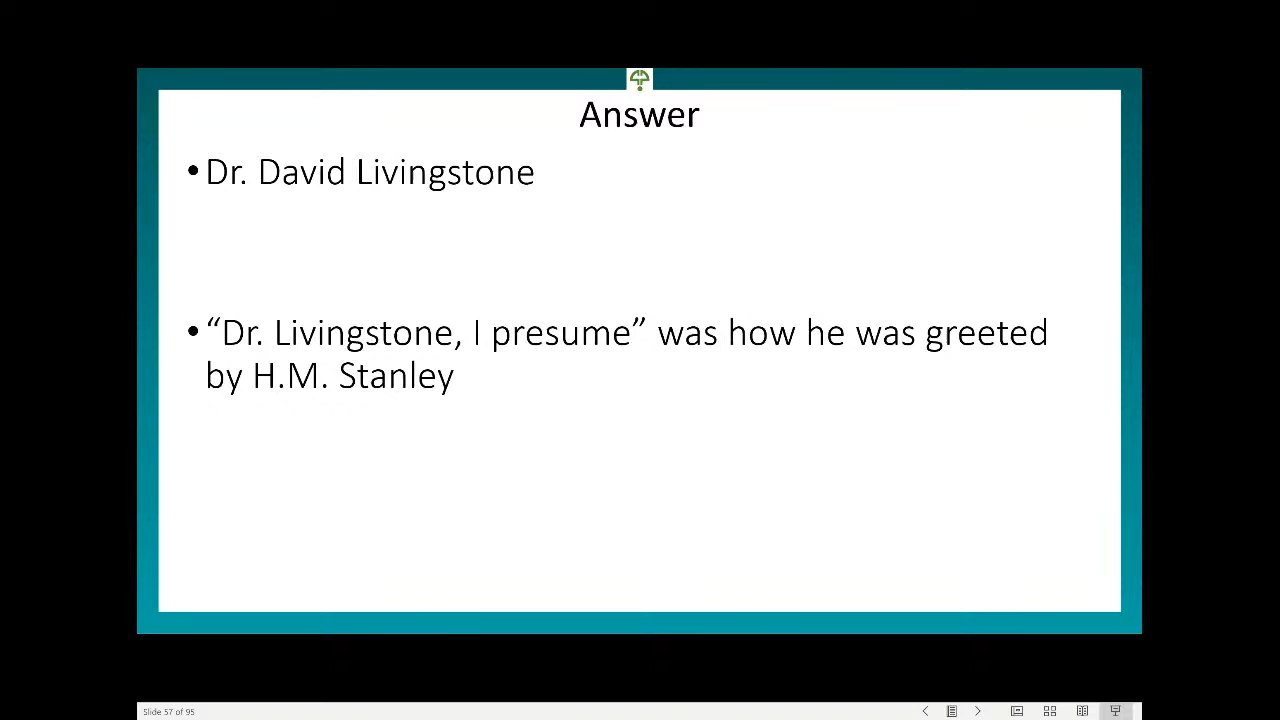 Answer
•Dr. David Livingstone
•“Dr. Livingstone, I presume” was how he was greeted
by H.M. Stanley
Slide 57 of 95